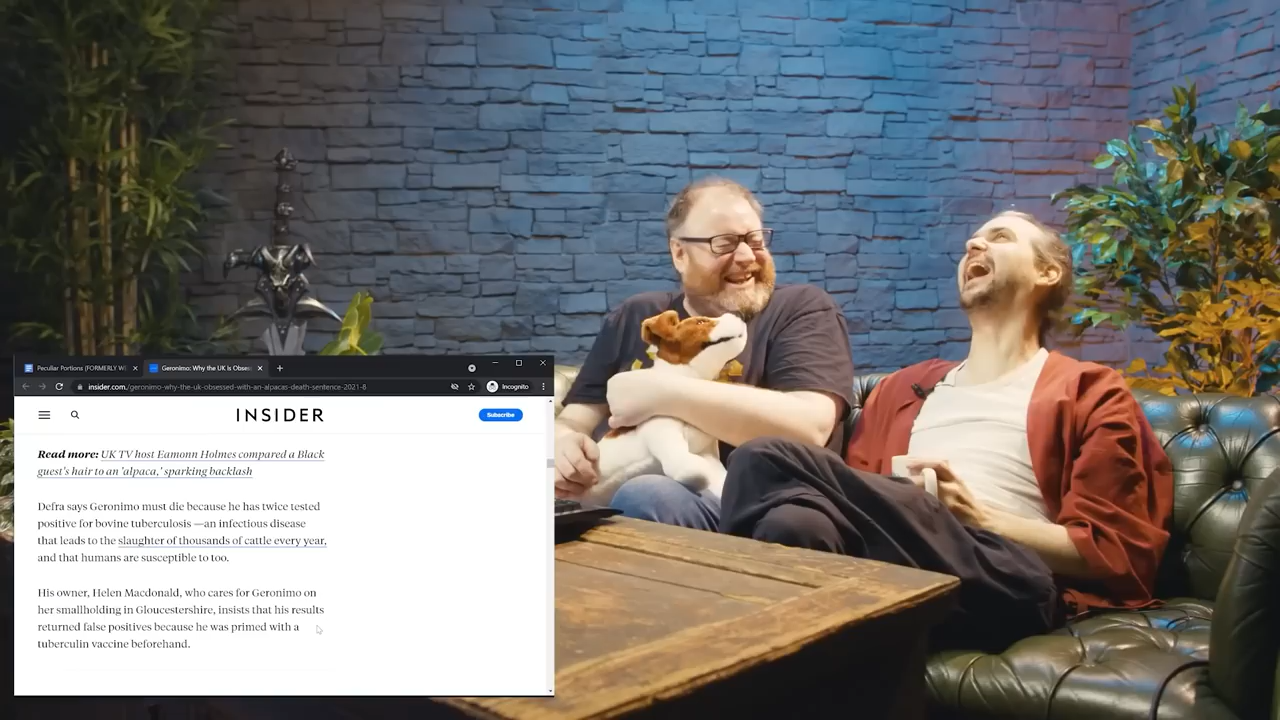 Peculiar Portions (FORMERLY WI
Geronimo: Why the UK is Obses
insider.com/geronimo-why-the-uk-obsessed-with-an-alpacas-death-sentence-2021-8
Incognito
INSIDER
Subscribe
Read more: UK TV host Eamonn Holmes compared a Black
guest's hair to an 'alpaca,' sparking backlash
Defra says Geronimo must die because he has twice tested
positive for bovine tuberculosis —an infectious disease
that leads to the slaughter of thousands of cattle every year,
and that humans are susceptible to too.
His owner, Helen Macdonald, who cares for Geronimo on
her smallholding in Gloucestershire, insists that his results
returned false positives because he was primed with a
tuberculin vaccine beforehand.